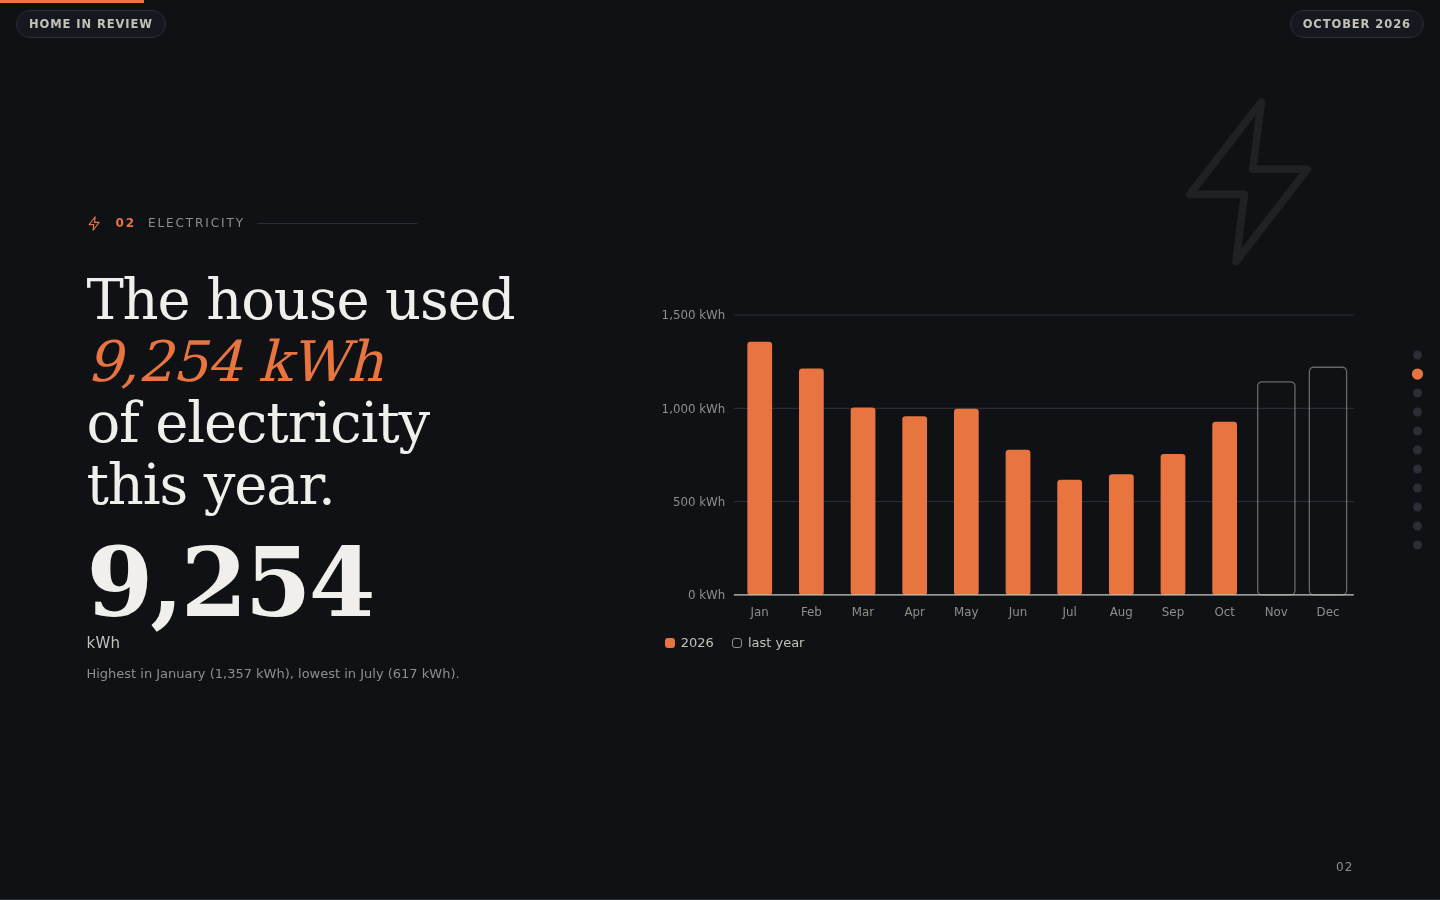 HOME IN REVIEW
OCTOBER 2026
02 ELECTRICITY
The house used
9,254 kWh
of electricity
this year.
9,254
kWh
Highest in January (1,357 kWh), lowest in July (617 kWh).
1,500 kWh
1,000 kWh
500 kWh
0 kWh
Jan Feb Mar Apr May Jun Jul Aug Sep Oct Nov Dec
2026 last year
02